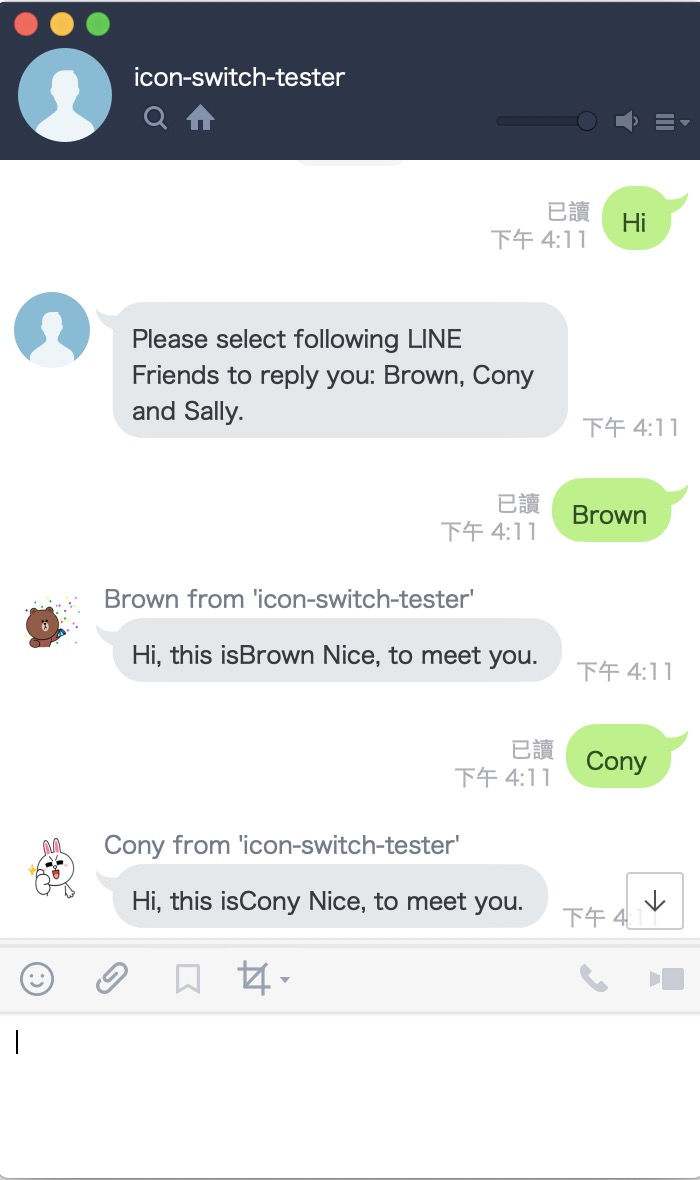 icon-switch-tester
已讀
下午 4:11
Hi
Please select following LINE
Friends to reply you: Brown, Cony
and Sally.
下午 4:11
已讀
下午 4:11
Brown
Brown from 'icon-switch-tester'
Hi, this isBrown Nice, to meet you.
下午 4:11
已讀
下午 4:11
Cony
Cony from 'icon-switch-tester'
Hi, this isCony Nice, to meet you.
下午 4:11